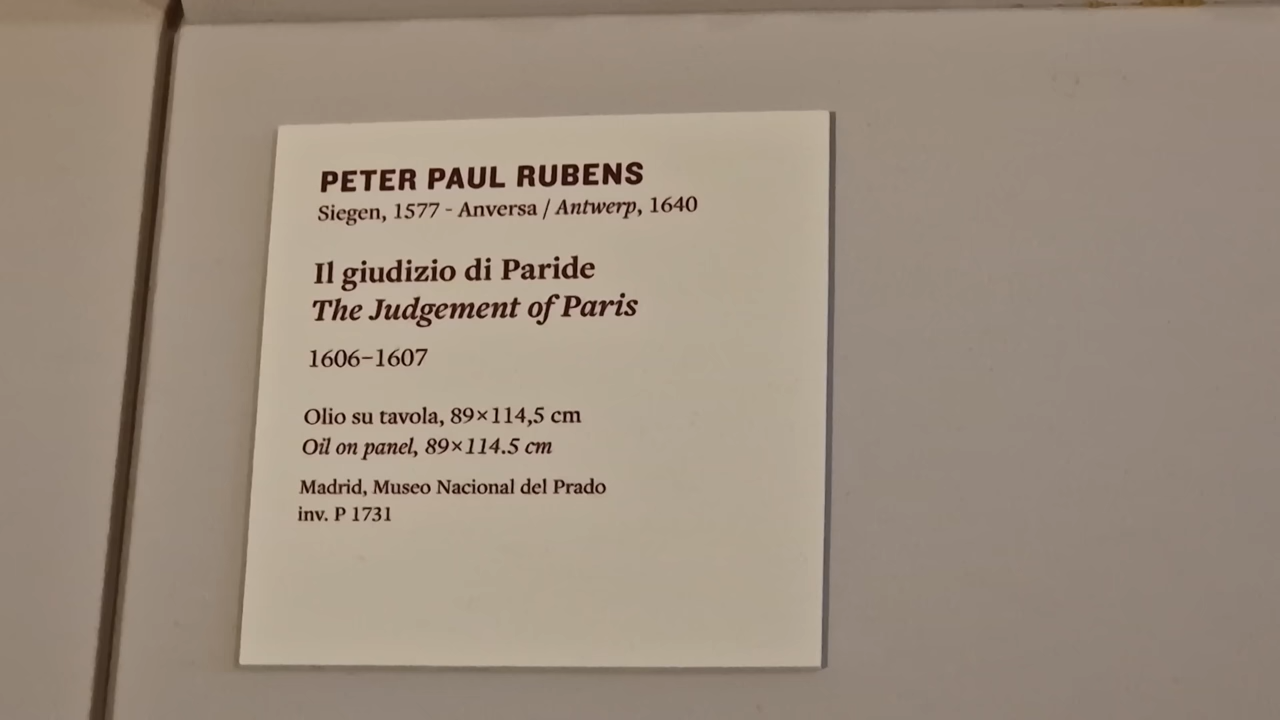 PETER PAUL RUBENS
Siegen, 1577 - Anversa / Antwerp, 1640
Il giudizio di Paride
The Judgement of Paris
1606–1607
Olio su tavola, 89×114,5 cm
Oil on panel, 89×114.5 cm
Madrid, Museo Nacional del Prado
inv. P 1731